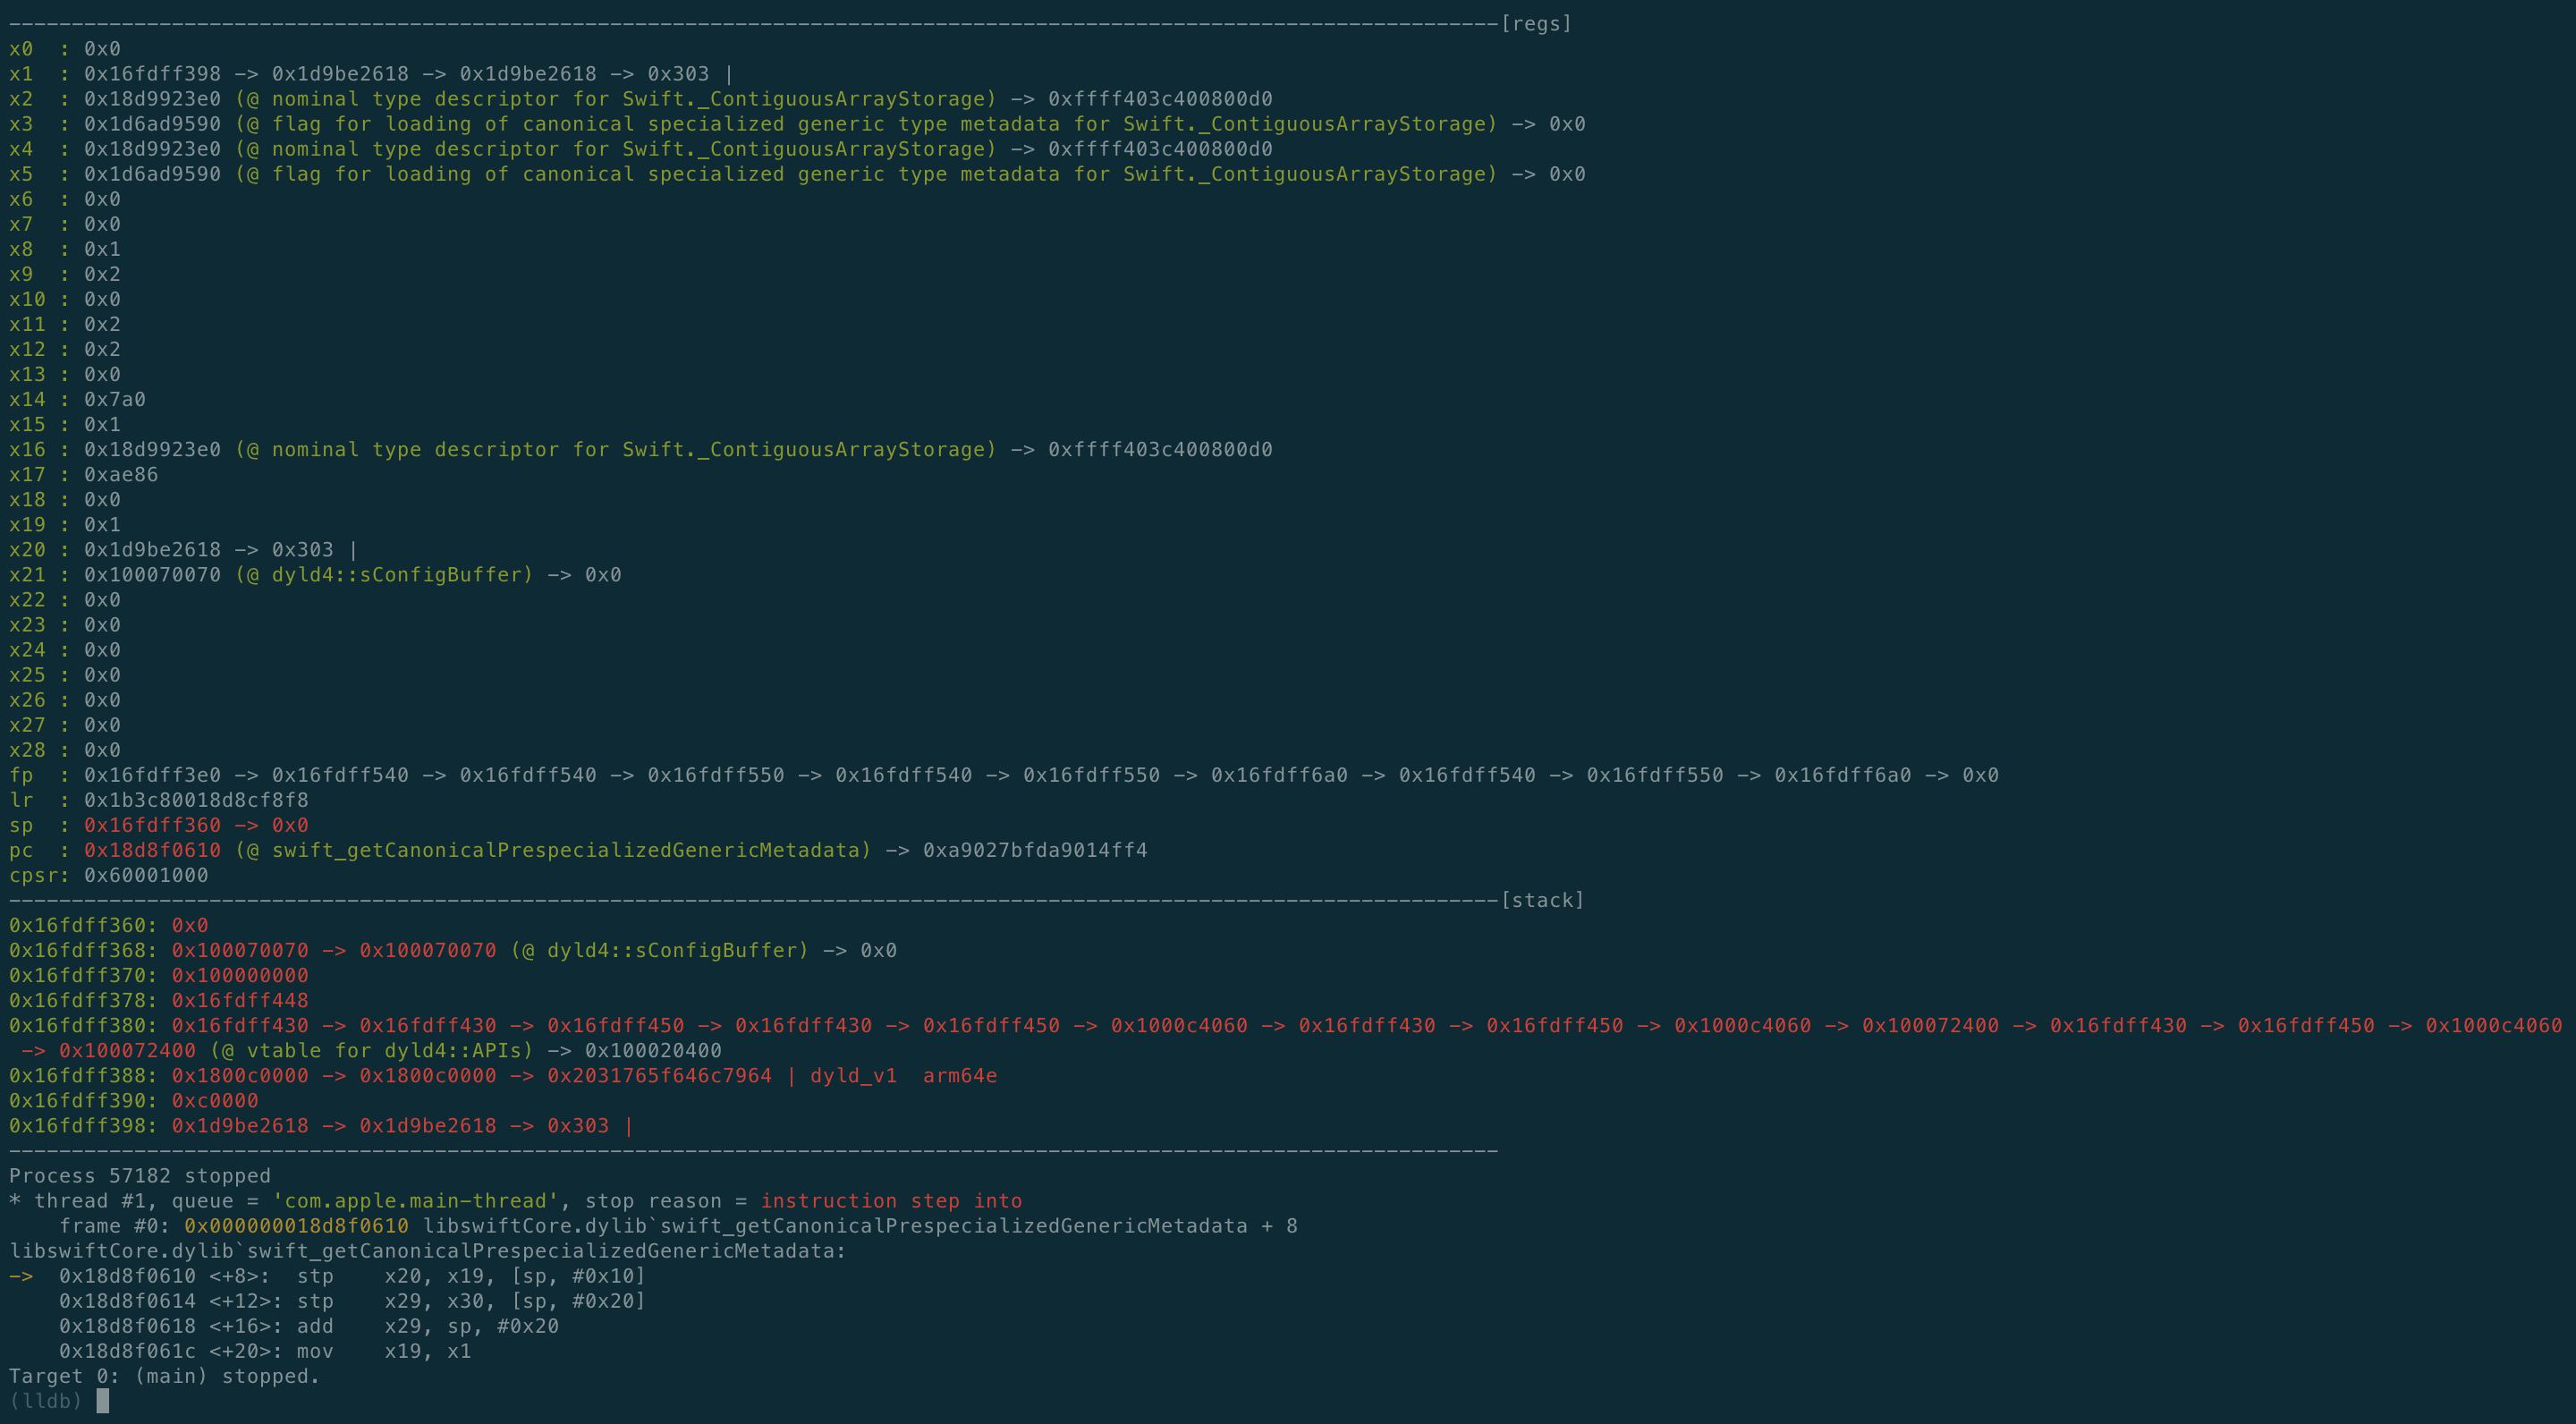 -----------------------------------------------------------------------------------------------------------------------[regs]
x0  : 0x0
x1  : 0x16fdff398 -> 0x1d9be2618 -> 0x1d9be2618 -> 0x303 |
x2  : 0x18d9923e0 (@ nominal type descriptor for Swift._ContiguousArrayStorage) -> 0xffff403c400800d0
x3  : 0x1d6ad9590 (@ flag for loading of canonical specialized generic type metadata for Swift._ContiguousArrayStorage) -> 0x0
x4  : 0x18d9923e0 (@ nominal type descriptor for Swift._ContiguousArrayStorage) -> 0xffff403c400800d0
x5  : 0x1d6ad9590 (@ flag for loading of canonical specialized generic type metadata for Swift._ContiguousArrayStorage) -> 0x0
x6  : 0x0
x7  : 0x0
x8  : 0x1
x9  : 0x2
x10 : 0x0
x11 : 0x2
x12 : 0x2
x13 : 0x0
x14 : 0x7a0
x15 : 0x1
x16 : 0x18d9923e0 (@ nominal type descriptor for Swift._ContiguousArrayStorage) -> 0xffff403c400800d0
x17 : 0xae86
x18 : 0x0
x19 : 0x1
x20 : 0x1d9be2618 -> 0x303 |
x21 : 0x100070070 (@ dyld4::sConfigBuffer) -> 0x0
x22 : 0x0
x23 : 0x0
x24 : 0x0
x25 : 0x0
x26 : 0x0
x27 : 0x0
x28 : 0x0
fp  : 0x16fdff3e0 -> 0x16fdff540 -> 0x16fdff540 -> 0x16fdff550 -> 0x16fdff540 -> 0x16fdff550 -> 0x16fdff6a0 -> 0x16fdff540 -> 0x16fdff550 -> 0x16fdff6a0 -> 0x0
lr  : 0x1b3c80018d8cf8f8
sp  : 0x16fdff360 -> 0x0
pc  : 0x18d8f0610 (@ swift_getCanonicalPrespecializedGenericMetadata) -> 0xa9027bfda9014ff4
cpsr: 0x60001000
-----------------------------------------------------------------------------------------------------------------------[stack]
0x16fdff360: 0x0
0x16fdff368: 0x100070070 -> 0x100070070 (@ dyld4::sConfigBuffer) -> 0x0
0x16fdff370: 0x100000000
0x16fdff378: 0x16fdff448
0x16fdff380: 0x16fdff430 -> 0x16fdff430 -> 0x16fdff450 -> 0x16fdff430 -> 0x16fdff450 -> 0x1000c4060 -> 0x16fdff430 -> 0x16fdff450 -> 0x1000c4060 -> 0x100072400 -> 0x16fdff430 -> 0x16fdff450 -> 0x1000c4060
 -> 0x100072400 (@ vtable for dyld4::APIs) -> 0x100020400
0x16fdff388: 0x1800c0000 -> 0x1800c0000 -> 0x2031765f646c7964 | dyld_v1  arm64e
0x16fdff390: 0xc0000
0x16fdff398: 0x1d9be2618 -> 0x1d9be2618 -> 0x303 |
-----------------------------------------------------------------------------------------------------------------------
Process 57182 stopped
* thread #1, queue = 'com.apple.main-thread', stop reason = instruction step into
    frame #0: 0x000000018d8f0610 libswiftCore.dylib`swift_getCanonicalPrespecializedGenericMetadata + 8
libswiftCore.dylib`swift_getCanonicalPrespecializedGenericMetadata:
->  0x18d8f0610 <+8>:  stp    x20, x19, [sp, #0x10]
    0x18d8f0614 <+12>: stp    x29, x30, [sp, #0x20]
    0x18d8f0618 <+16>: add    x29, sp, #0x20
    0x18d8f061c <+20>: mov    x19, x1
Target 0: (main) stopped.
(lldb)